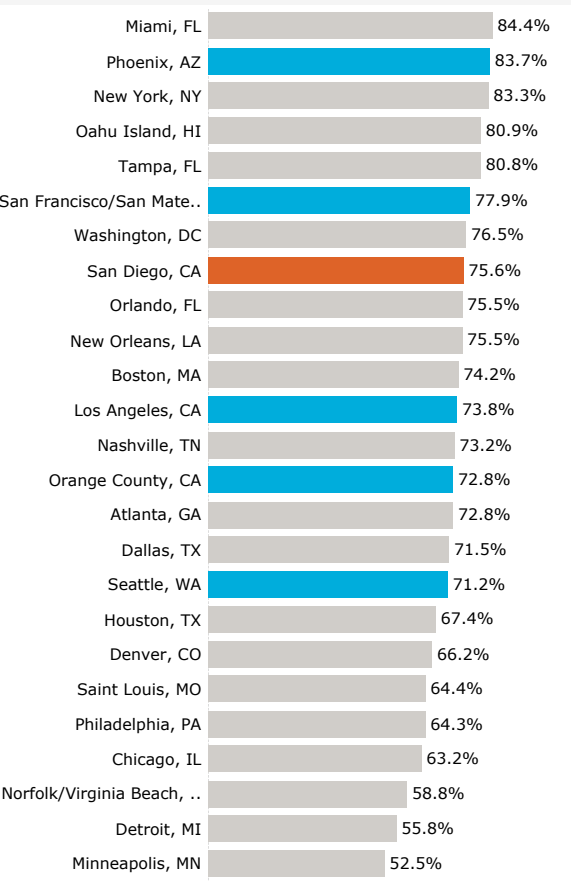 Miami, FL 84.4%
Phoenix, AZ 83.7%
New York, NY 83.3%
Oahu Island, HI 80.9%
Tampa, FL 80.8%
San Francisco/San Mate.. 77.9%
Washington, DC 76.5%
San Diego, CA 75.6%
Orlando, FL 75.5%
New Orleans, LA 75.5%
Boston, MA 74.2%
Los Angeles, CA 73.8%
Nashville, TN 73.2%
Orange County, CA 72.8%
Atlanta, GA 72.8%
Dallas, TX 71.5%
Seattle, WA 71.2%
Houston, TX 67.4%
Denver, CO 66.2%
Saint Louis, MO 64.4%
Philadelphia, PA 64.3%
Chicago, IL 63.2%
Norfolk/Virginia Beach, .. 58.8%
Detroit, MI 55.8%
Minneapolis, MN 52.5%